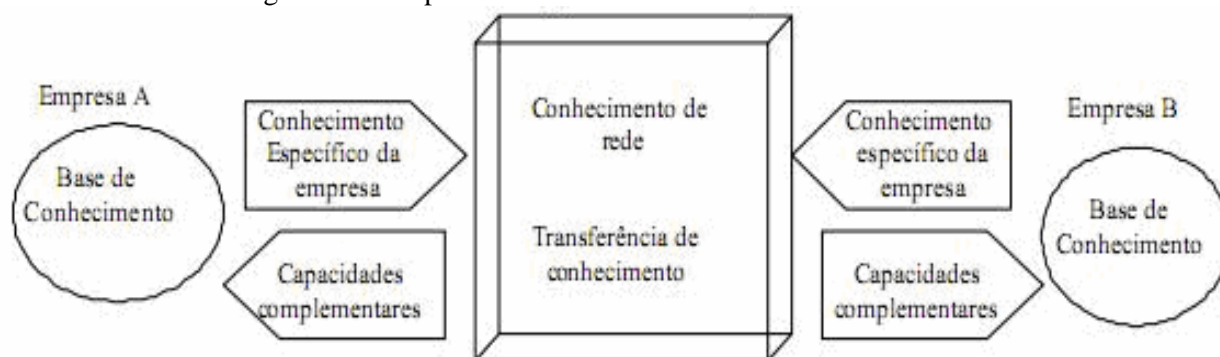 Empresa A
Base de
Conhecimento
Conhecimento
Específico da
empresa
Capacidades
complementares
Conhecimento de
rede
Transferência de
conhecimento
Conhecimento
específico da
empresa
Capacidades
complementares
Empresa B
Base de
Conhecimento